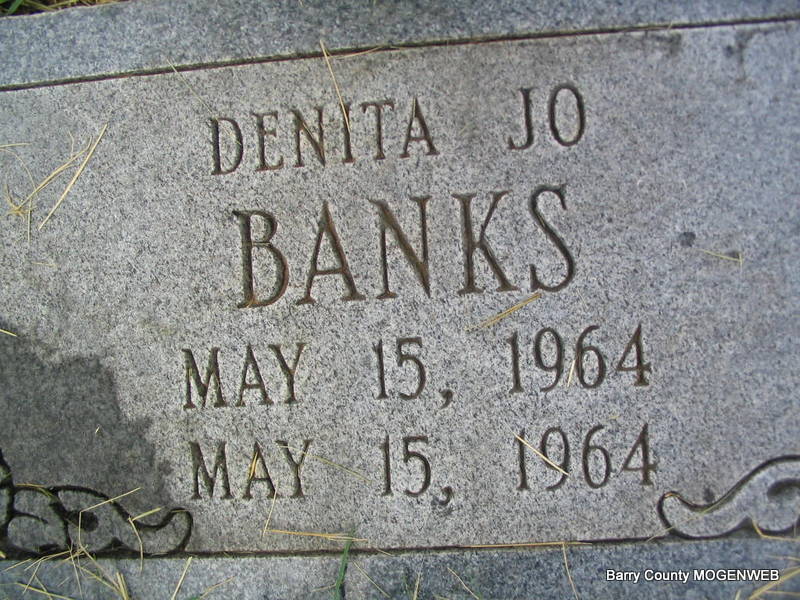 DENITA JO
BANKS
MAY 15, 1964
MAY 15, 1964
Barry County MOGENWEB